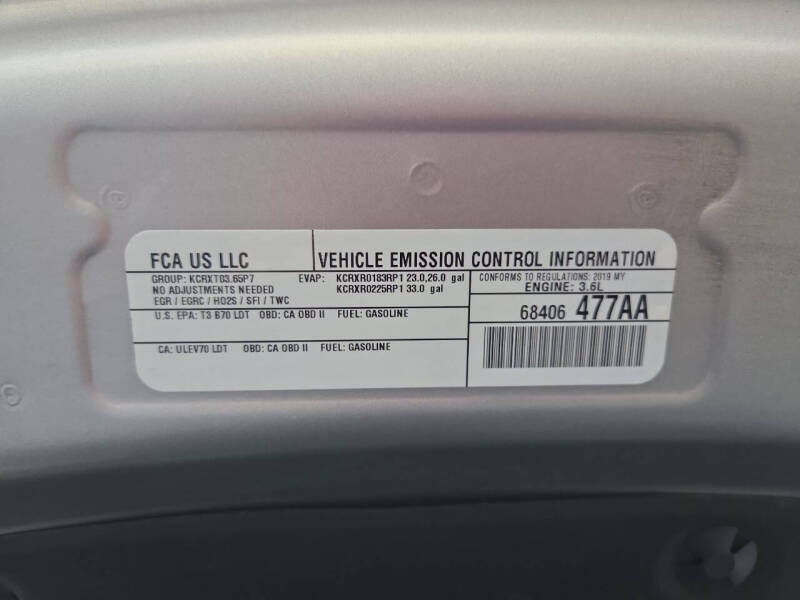 FCA US LLC
VEHICLE EMISSION CONTROL INFORMATION
GROUP: KCRXT03.65P7 EVAP: KCRXR0183RP1 23.0,26.0 gal
NO ADJUSTMENTS NEEDED KCRXR0225RP1 33.0 gal
EGR / EGRC / HO2S / SFI / TWC
CONFORMS TO REGULATIONS: 2019 MY
ENGINE: 3.6L
U.S. EPA: T3 B70 LDT OBD: CA OBD II FUEL: GASOLINE
68406 477AA
CA: ULEV70 LDT OBD: CA OBD II FUEL: GASOLINE